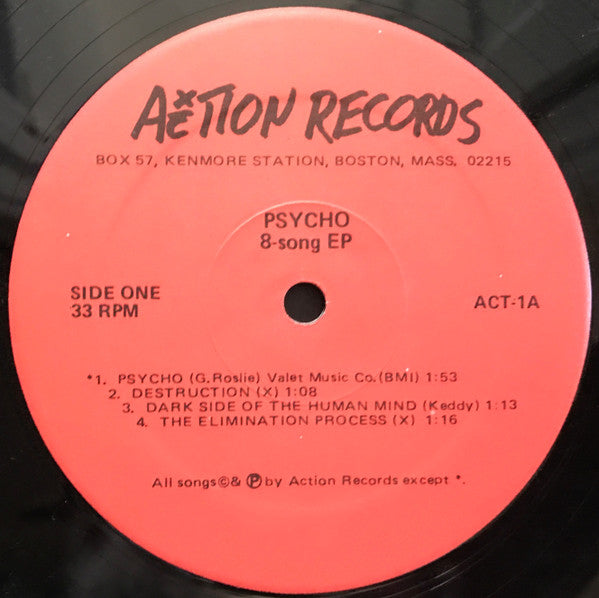 AXTION RECORDS
BOX 57, KENMORE STATION, BOSTON, MASS. 02215
PSYCHO
8-song EP
SIDE ONE
33 RPM
ACT-1A
*1. PSYCHO (G.Roslie) Valet Music Co.(BMI) 1:53
2. DESTRUCTION (X) 1:08
3. DARK SIDE OF THE HUMAN MIND (Keddy) 1:13
4. THE ELIMINATION PROCESS (X) 1:16
All songs©& Ⓟby Action Records except *.